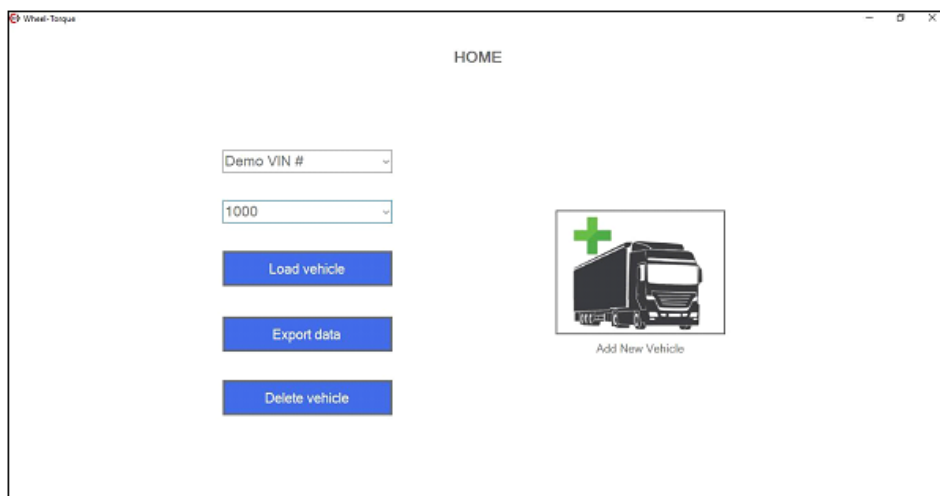 Wheel-Torque
HOME
Demo VIN #
1000
Load vehicle
Export data
Delete vehicle
Add New Vehicle